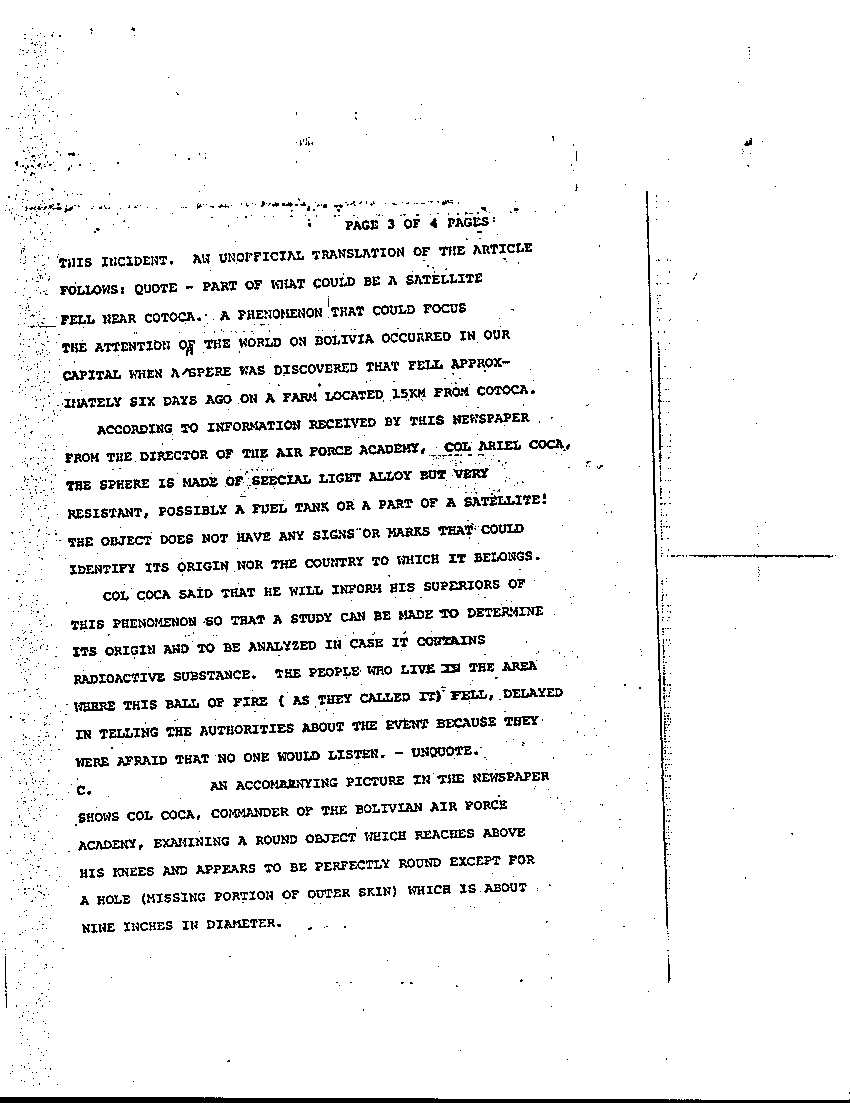 PAGE 3 OF 4 PAGES
THIS INCIDENT. AN UNOFFICIAL TRANSLATION OF THE ARTICLE
FOLLOWS: QUOTE - PART OF WHAT COULD BE A SATELLITE
FELL NEAR COTOCA. A PHENOMENON THAT COULD FOCUS
THE ATTENTION OF THE WORLD ON BOLIVIA OCCURRED IN OUR
CAPITAL WHEN A SPERE WAS DISCOVERED THAT FELL APPROX-
IMATELY SIX DAYS AGO ON A FARM LOCATED 15KM FROM COTOCA.
ACCORDING TO INFORMATION RECEIVED BY THIS NEWSPAPER
FROM THE DIRECTOR OF THE AIR FORCE ACADEMY, COL ARIEL COCA,
THE SPHERE IS MADE OF SEECIAL LIGHT ALLOY BUT VERY
RESISTANT, POSSIBLY A FUEL TANK OR A PART OF A SATELLITE!
THE OBJECT DOES NOT HAVE ANY SIGNS OR MARKS THAT COULD
IDENTIFY ITS ORIGIN NOR THE COUNTRY TO WHICH IT BELONGS.
COL COCA SAID THAT HE WILL INFORM HIS SUPERIORS OF
THIS PHENOMENON SO THAT A STUDY CAN BE MADE TO DETERMINE
ITS ORIGIN AND TO BE ANALYZED IN CASE IT CONTAINS
RADIOACTIVE SUBSTANCE. THE PEOPLE WHO LIVE IN THE AREA
WHERE THIS BALL OF FIRE ( AS THEY CALLED IT) FELL, DELAYED
IN TELLING THE AUTHORITIES ABOUT THE EVENT BECAUSE THEY
WERE AFRAID THAT NO ONE WOULD LISTEN. - UNQUOTE.
C. AN ACCOMPANYING PICTURE IN THE NEWSPAPER
SHOWS COL COCA, COMMANDER OF THE BOLIVIAN AIR FORCE
ACADEMY, EXAMINING A ROUND OBJECT WHICH REACHES ABOVE
HIS KNEES AND APPEARS TO BE PERFECTLY ROUND EXCEPT FOR
A HOLE (MISSING PORTION OF OUTER SKIN) WHICH IS ABOUT
NINE INCHES IN DIAMETER.